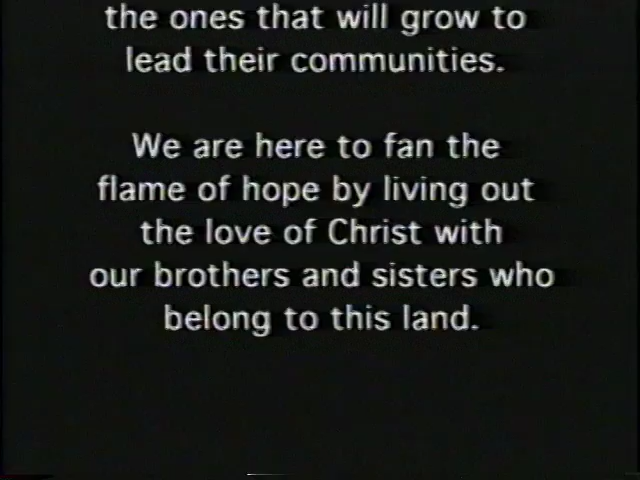 the ones that will grow to
lead their communities.
We are here to fan the
flame of hope by living out
the love of Christ with
our brothers and sisters who
belong to this land.